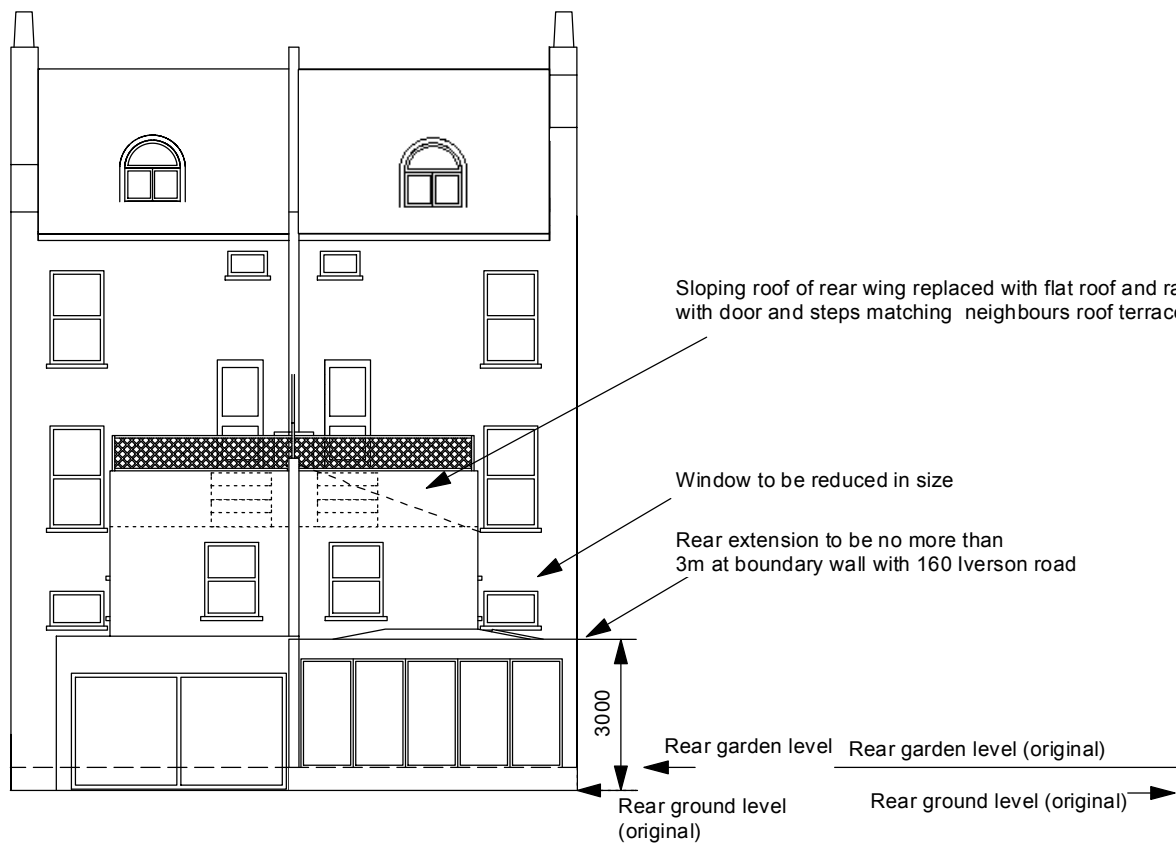 Sloping roof of rear wing replaced with flat roof and ra
with door and steps matching neighbours roof terrace
Window to be reduced in size
Rear extension to be no more than
3m at boundary wall with 160 Iverson road
3000
Rear garden level
Rear garden level (original)
Rear ground level
(original)
Rear ground level (original)